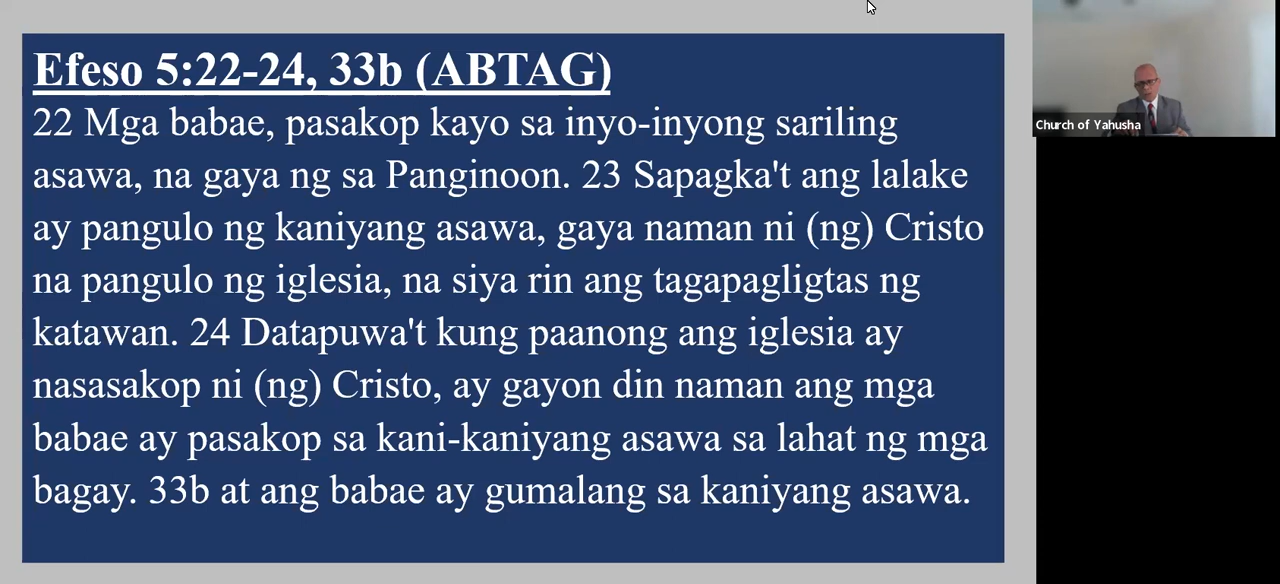 Efeso 5:22-24, 33b (ABTAG)
22 Mga babae, pasakop kayo sa inyo-inyong sariling
asawa, na gaya ng sa Panginoon. 23 Sapagka't ang lalake
ay pangulo ng kaniyang asawa, gaya naman ni (ng) Cristo
na pangulo ng iglesia, na siya rin ang tagapagligtas ng
katawan. 24 Datapuwa't kung paanong ang iglesia ay
nasasakop ni (ng) Cristo, ay gayon din naman ang mga
babae ay pasakop sa kani-kaniyang asawa sa lahat ng mga
bagay. 33b at ang babae ay gumalang sa kaniyang asawa.
Church of Yahusha